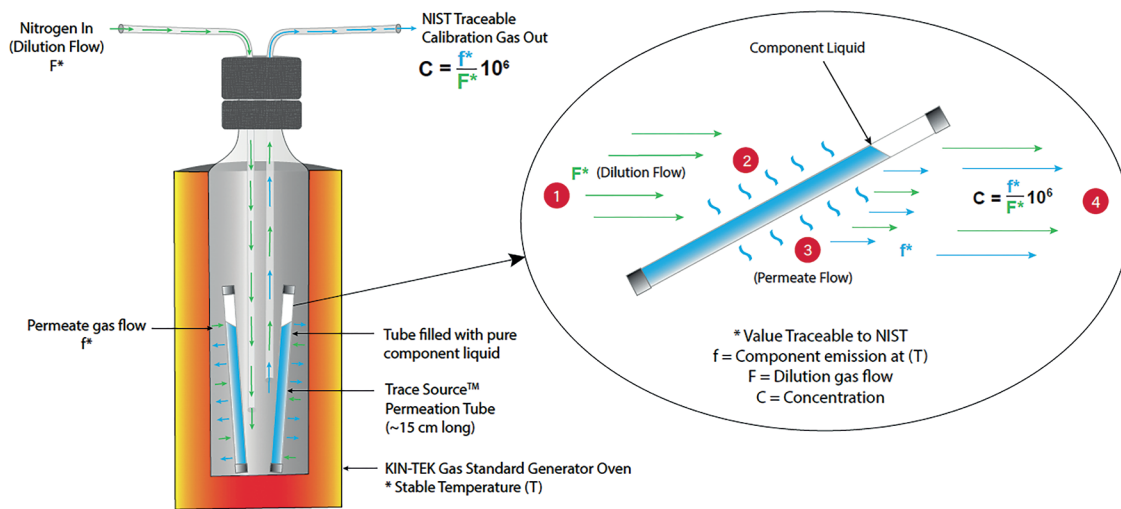 Nitrogen In
(Dilution Flow)
F*
NIST Traceable
Calibration Gas Out
C = f*/F* 10⁶
Permeate gas flow
f*
Tube filled with pure
component liquid
Trace Source™
Permeation Tube
(~15 cm long)
KIN-TEK Gas Standard Generator Oven
* Stable Temperature (T)
Component Liquid
1
F* (Dilution Flow)
2
3
(Permeate Flow)
f*
C = f*/F* 10⁶
4
* Value Traceable to NIST
f = Component emission at (T)
F = Dilution gas flow
C = Concentration